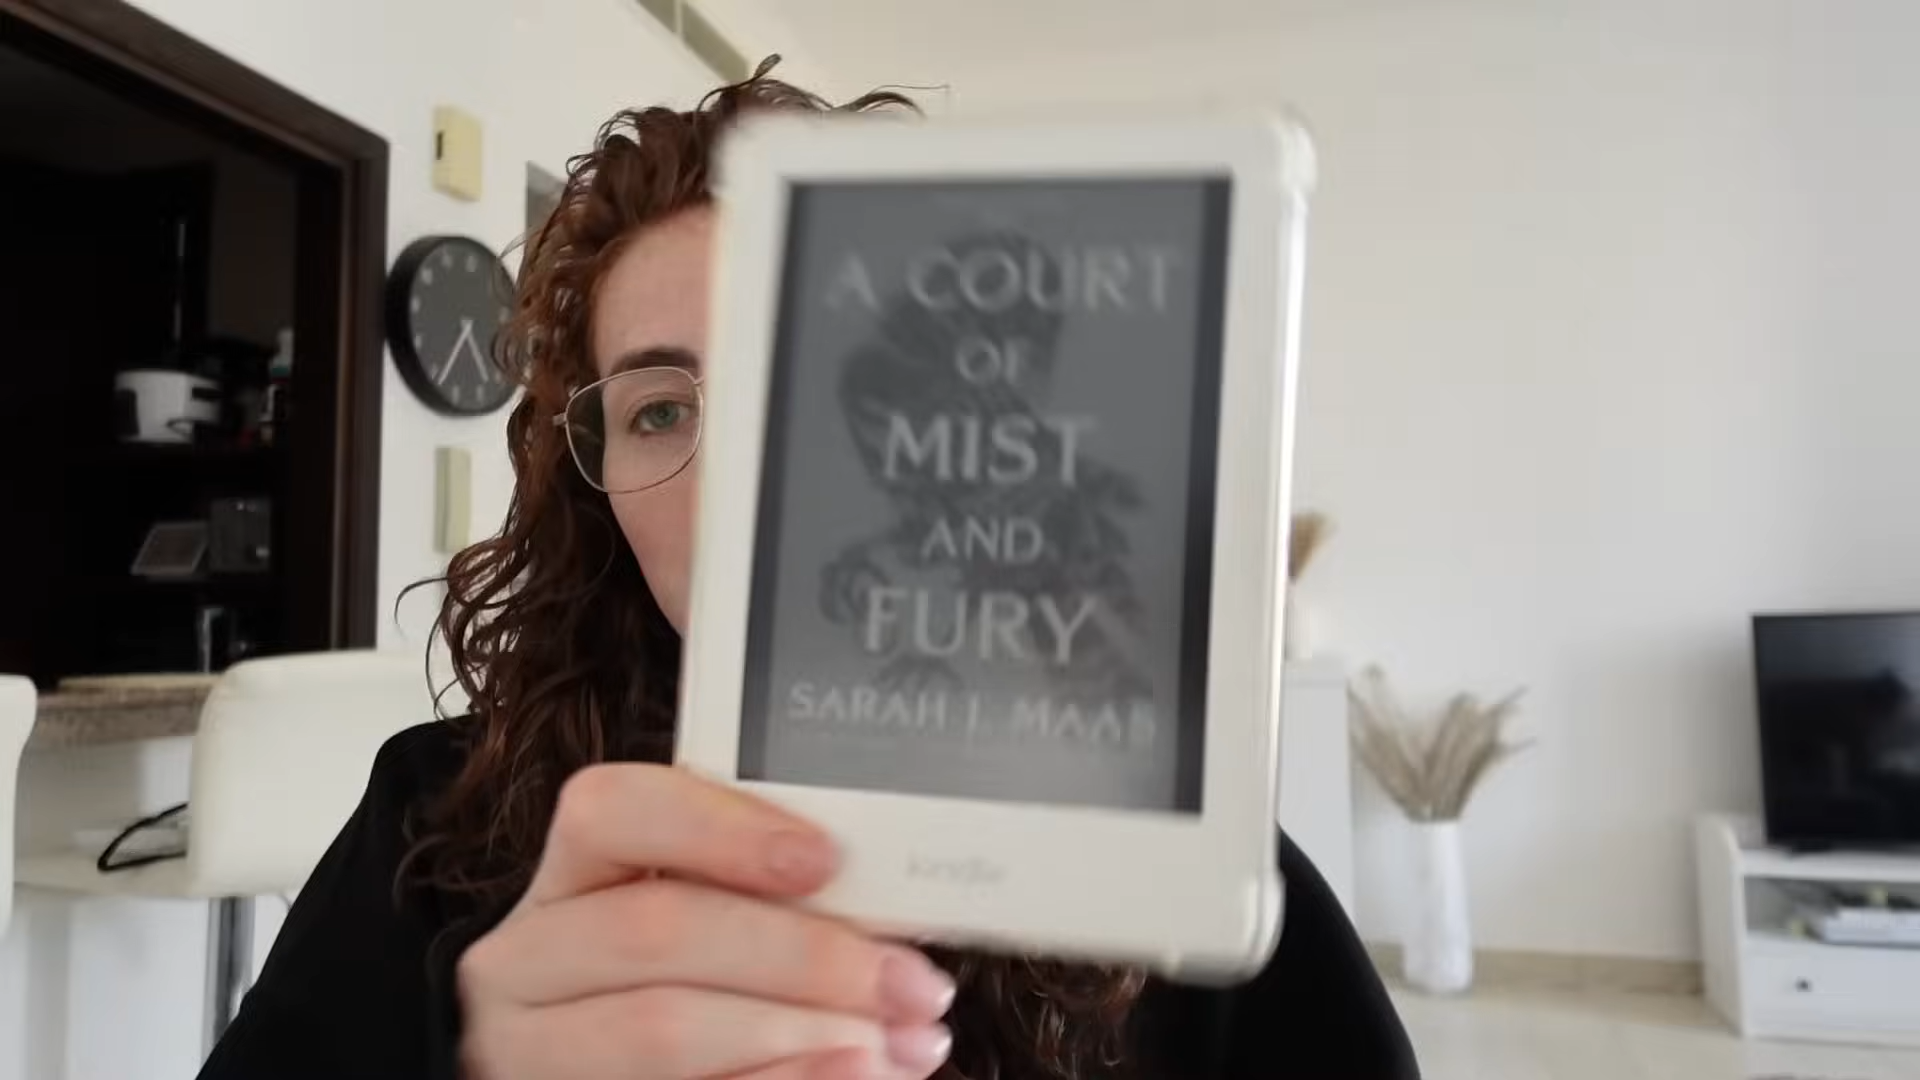 A COURT
OF
MIST
AND
FURY
SARAH J. MAAS
kindle